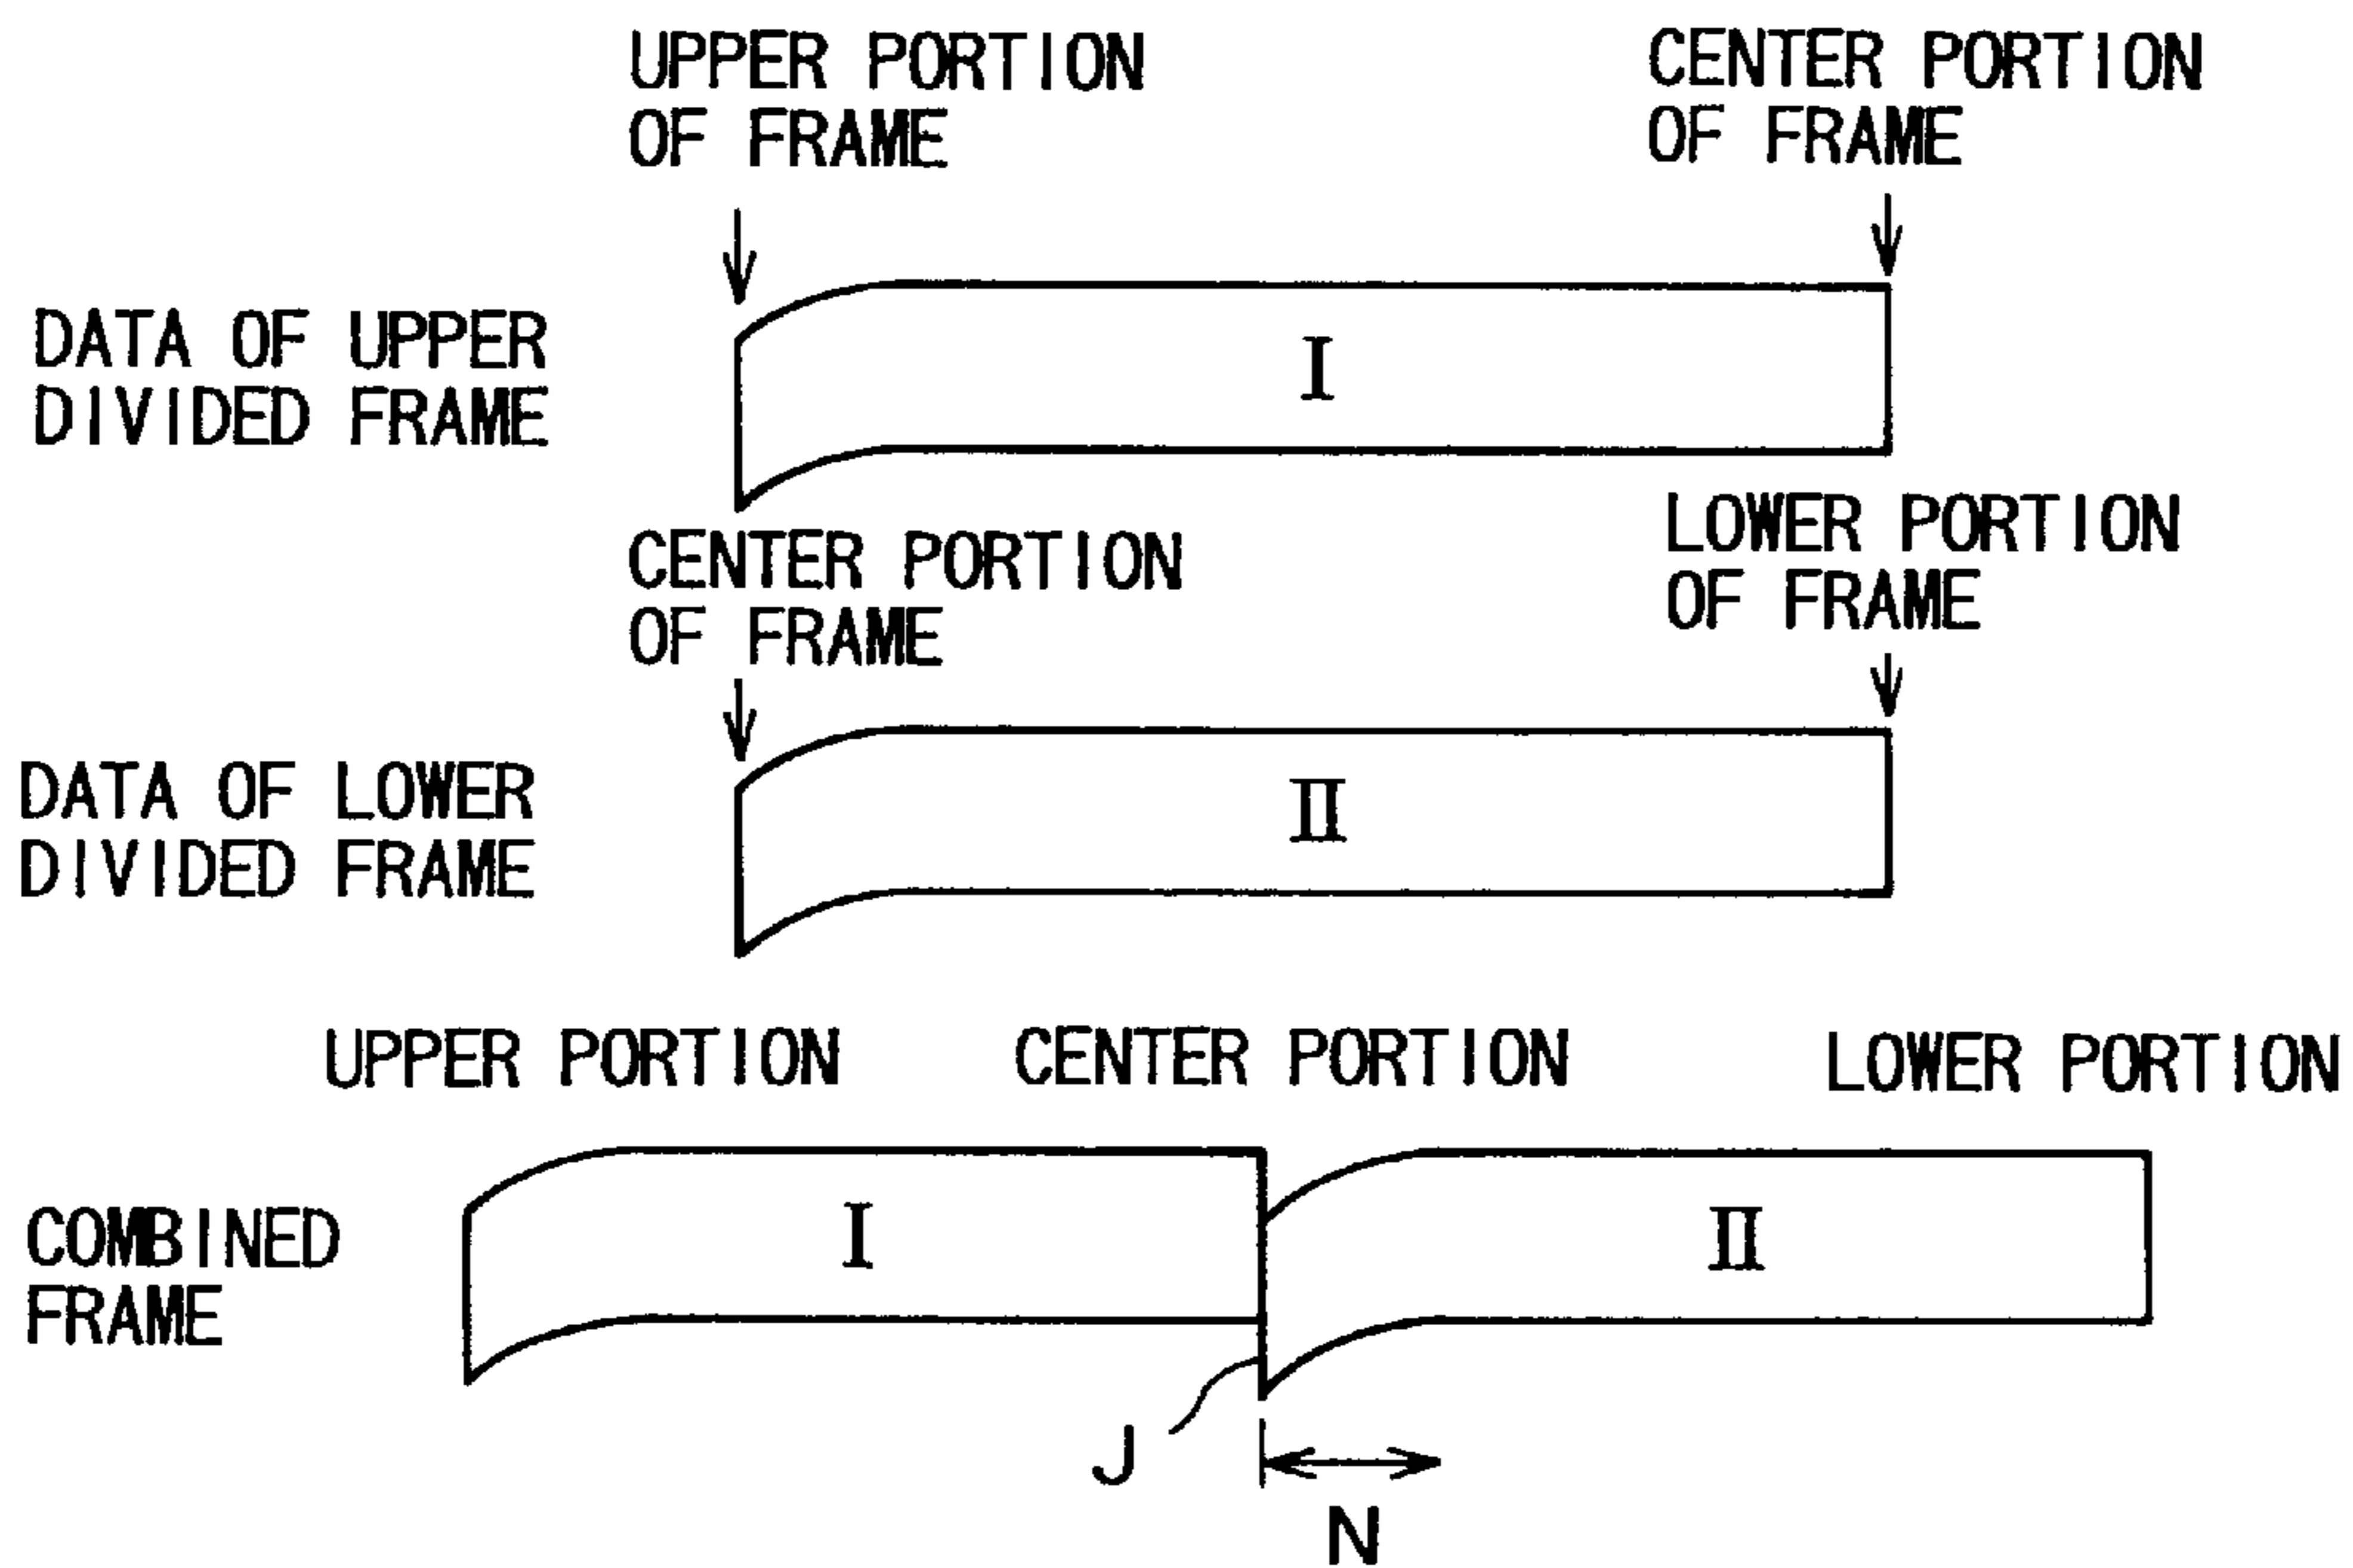 UPPER PORTION
OF FRAME
CENTER PORTION
OF FRAME
DATA OF UPPER
DIVIDED FRAME
I
CENTER PORTION
OF FRAME
LOWER PORTION
OF FRAME
DATA OF LOWER
DIVIDED FRAME
II
UPPER PORTION
CENTER PORTION
LOWER PORTION
COMBINED
FRAME
I
II
J
N